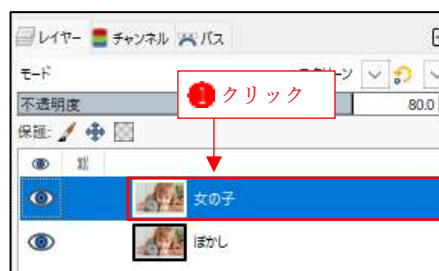 レイヤー チャンネル パス
モード スクリーン
❶クリック
不透明度 80.0
保護:
女の子
ぼかし